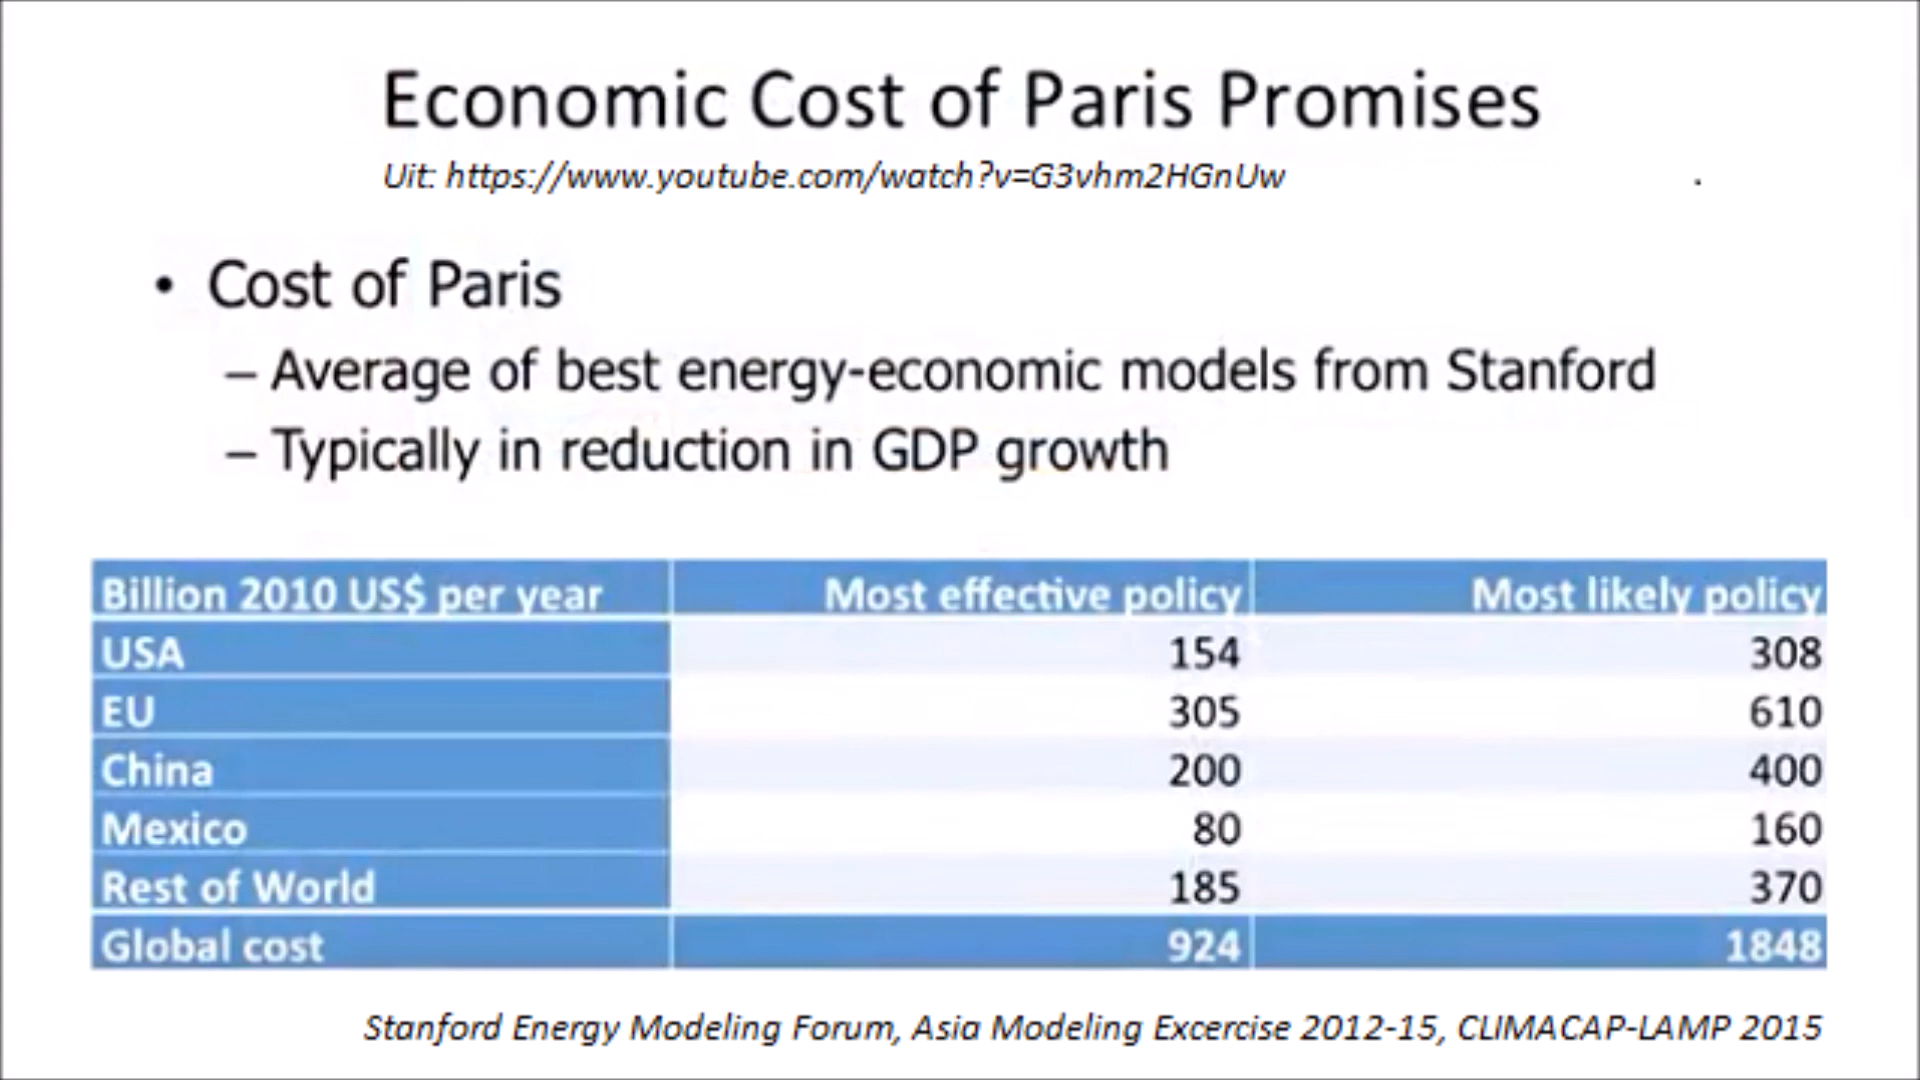 Economic Cost of Paris Promises
Uit: https://www.youtube.com/watch?v=G3vhm2HGnUw
• Cost of Paris
– Average of best energy-economic models from Stanford
– Typically in reduction in GDP growth
Billion 2010 US$ per year Most effective policy Most likely policy
USA 154 308
EU 305 610
China 200 400
Mexico 80 160
Rest of World 185 370
Global cost 924 1848
Stanford Energy Modeling Forum, Asia Modeling Excercise 2012-15, CLIMACAP-LAMP 2015